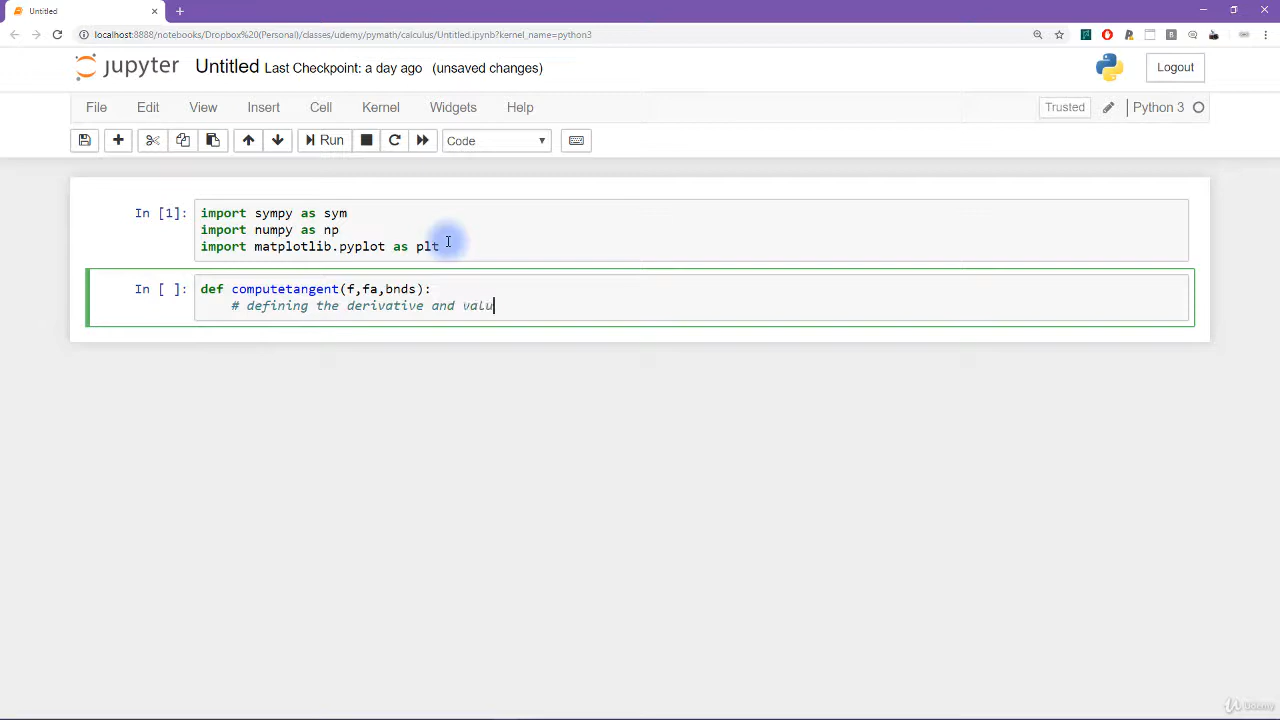 Untitled
localhost:8888/notebooks/Dropbox%20(Personal)/classes/udemy/pymath/calculus/Untitled.ipynb?kernel_name=python3
jupyter Untitled Last Checkpoint: a day ago (unsaved changes) Logout
File Edit View Insert Cell Kernel Widgets Help Trusted Python 3
Run Code
In [1]: import sympy as sym
import numpy as np
import matplotlib.pyplot as plt
In [ ]: def computetangent(f,fa,bnds):
# defining the derivative and valu
Udemy